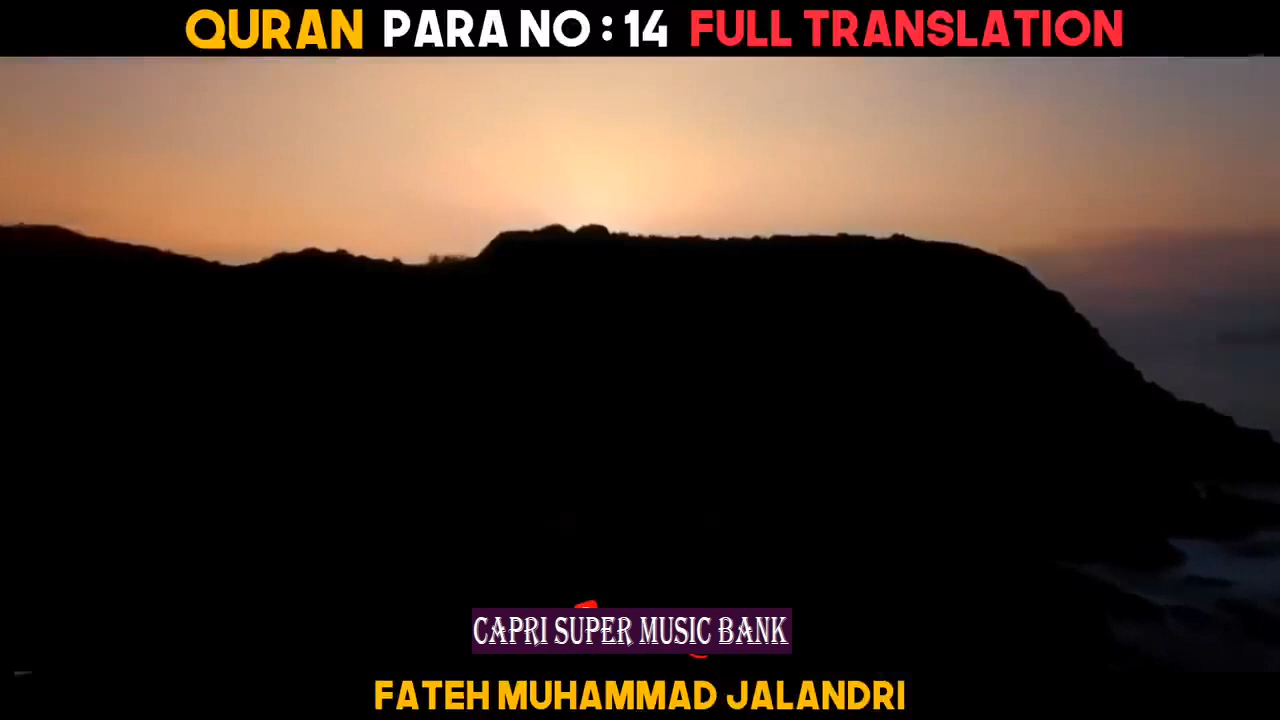 QURAN PARA NO : 14 FULL TRANSLATION
CAPRI SUPER MUSIC BANK
FATEH MUHAMMAD JALANDRI